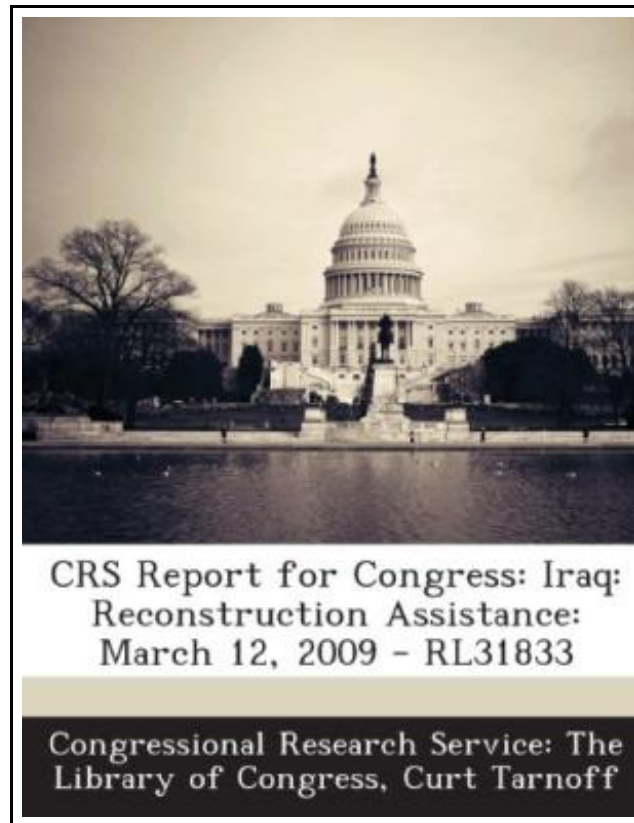 CRS Report for Congress: Iraq:
Reconstruction Assistance:
March 12, 2009 - RL31833
Congressional Research Service: The
Library of Congress, Curt Tarnoff